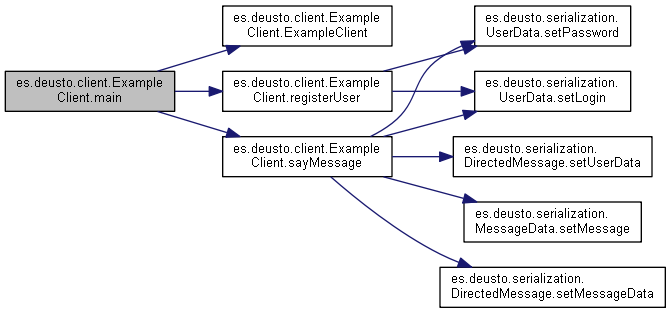 es.deusto.client.Example
Client.main
es.deusto.client.Example
Client.ExampleClient
es.deusto.client.Example
Client.registerUser
es.deusto.client.Example
Client.sayMessage
es.deusto.serialization.
UserData.setPassword
es.deusto.serialization.
UserData.setLogin
es.deusto.serialization.
DirectedMessage.setUserData
es.deusto.serialization.
MessageData.setMessage
es.deusto.serialization.
DirectedMessage.setMessageData